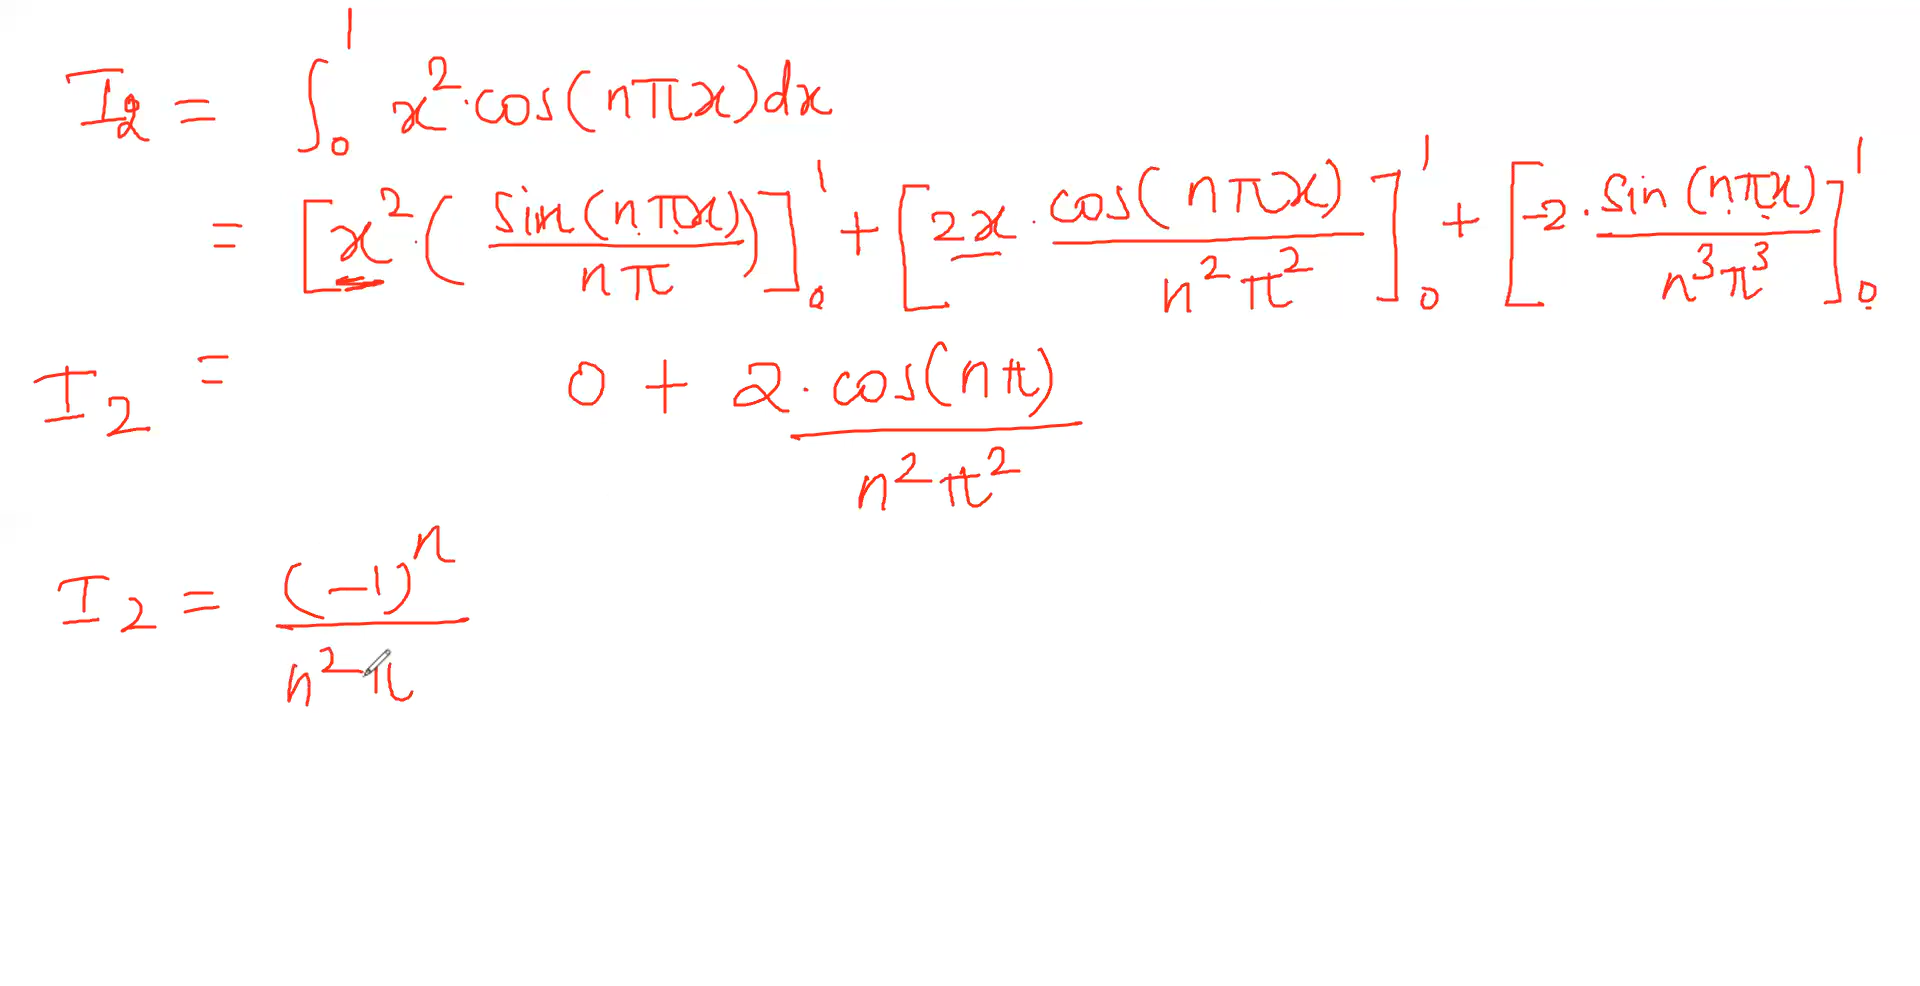 I₂ = ∫₀¹ x²·cos(nπx)dx
= [x²·(sin(nπx)/nπ)]₀¹ + [2x·cos(nπx)/n²π²]₀¹ + [-2·sin(nπx)/n³π³]₀¹
I₂ = 0 + 2·cos(nπ)/n²π²
I₂ = (-1)ⁿ/n²π